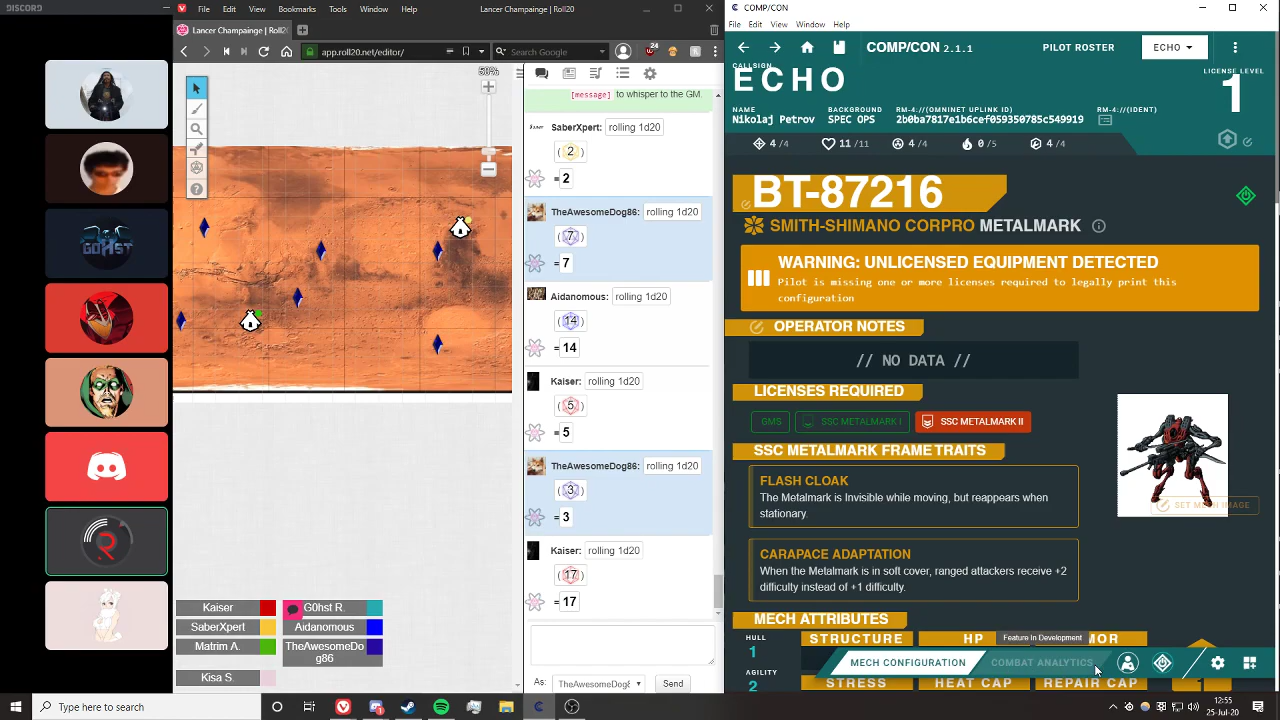 DISCORD
File
View
Help
Lancer Champainge | Roll20
app.roll20.net/editor/
Search Google
24
50%
[message] to whisper to the GM.
SaberXpert: rolling 1d20
( 2 )
= 2
TheAwesomeDog86: rolling 1d20
( 7 )
= 7
Aidanomous: rolling 1d20
( 14 )
= 14
Kaiser: rolling 1d20
( 5 )
= 5
TheAwesomeDog86: rolling 1d20
( 3 )
= 3
Kaiser: rolling 1d20
( 17 )
= 17
As: TheAwesomeDog8
Send
GOHST
Kaiser
G0hst R.
SaberXpert
Aidanomous
Matrim A.
TheAwesomeDog86
Kisa S.
COMP/CON
File Edit View Window Help
COMP/CON 2.1.1
PILOT ROSTER
ECHO
CALLSIGN
ECHO
LICENSE LEVEL
1
NAME
Nikolaj Petrov
BACKGROUND
SPEC OPS
RM-4://(OMNINET UPLINK ID)
2b0ba7817e1b6cef059350785c549919
RM-4://(IDENT)
4 /4
11 /11
4 /4
0 /5
4 /4
BT-87216
SMITH-SHIMANO CORPRO METALMARK
WARNING: UNLICENSED EQUIPMENT DETECTED
Pilot is missing one or more licenses required to legally print this
configuration
OPERATOR NOTES
// NO DATA //
LICENSES REQUIRED
GMS
SSC METALMARK I
SSC METALMARK II
SSC METALMARK FRAME TRAITS
FLASH CLOAK
The Metalmark is Invisible while moving, but reappears when
stationary.
CARAPACE ADAPTATION
When the Metalmark is in soft cover, ranged attackers receive +2
difficulty instead of +1 difficulty.
SET MECH IMAGE
MECH ATTRIBUTES
HULL
1
STRUCTURE
HP
Feature In Development
MOR
MECH CONFIGURATION
COMBAT ANALYTICS
AGILITY
2
STRESS
HEAT CAP
REPAIR CAP
Type here to search
12:55
25-Jul-20